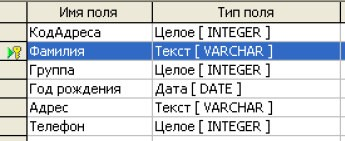 Имя поля Тип поля
КодАдреса Целое [ INTEGER ]
Фамилия Текст [ VARCHAR ]
Группа Целое [ INTEGER ]
Год рождения Дата [ DATE ]
Адрес Текст [ VARCHAR ]
Телефон Целое [ INTEGER ]